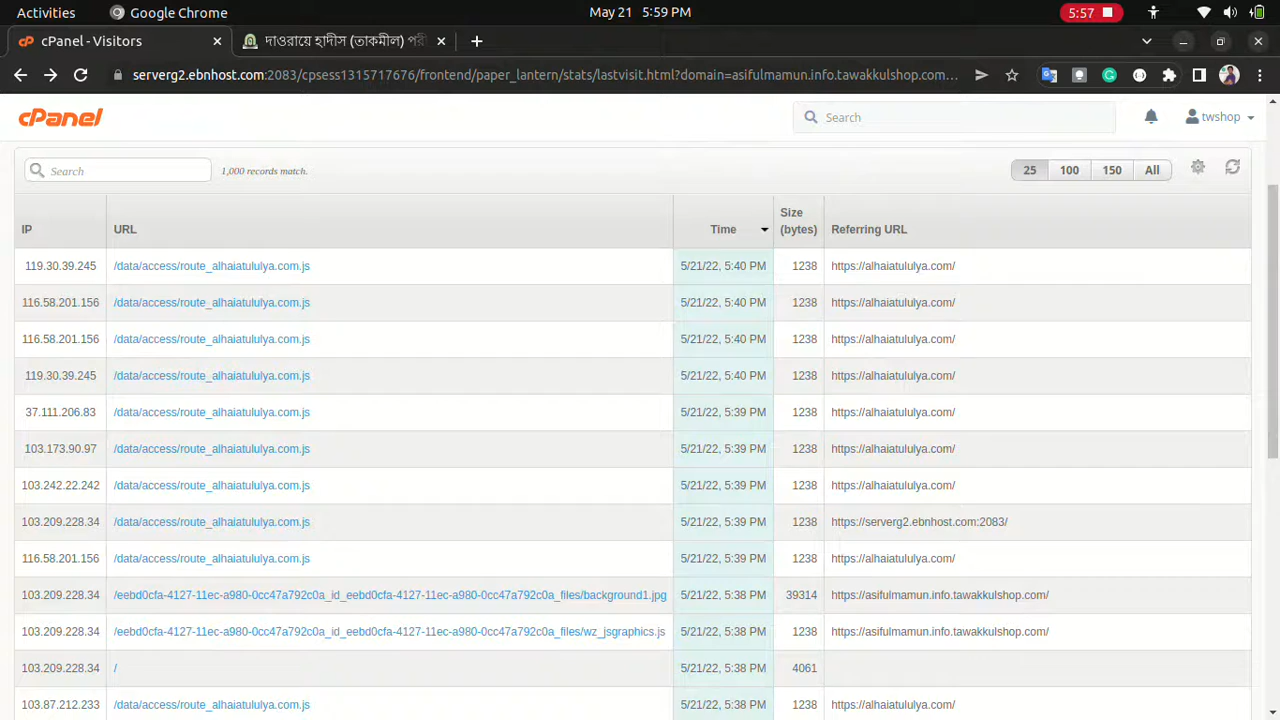 Activities Google Chrome May 21 5:59 PM 5:57
cPanel - Visitors দাওরায়ে হাদীস (তাকমীল) পরী
serverg2.ebnhost.com:2083/cpsess1315717676/frontend/paper_lantern/stats/lastvisit.html?domain=asifulmamun.info.tawakkulshop.com…
cPanel Search twshop
Search 1,000 records match. 25 100 150 All
IP URL Time Size (bytes) Referring URL
119.30.39.245 /data/access/route_alhaiatululya.com.js 5/21/22, 5:40 PM 1238 https://alhaiatululya.com/
116.58.201.156 /data/access/route_alhaiatululya.com.js 5/21/22, 5:40 PM 1238 https://alhaiatululya.com/
116.58.201.156 /data/access/route_alhaiatululya.com.js 5/21/22, 5:40 PM 1238 https://alhaiatululya.com/
119.30.39.245 /data/access/route_alhaiatululya.com.js 5/21/22, 5:40 PM 1238 https://alhaiatululya.com/
37.111.206.83 /data/access/route_alhaiatululya.com.js 5/21/22, 5:39 PM 1238 https://alhaiatululya.com/
103.173.90.97 /data/access/route_alhaiatululya.com.js 5/21/22, 5:39 PM 1238 https://alhaiatululya.com/
103.242.22.242 /data/access/route_alhaiatululya.com.js 5/21/22, 5:39 PM 1238 https://alhaiatululya.com/
103.209.228.34 /data/access/route_alhaiatululya.com.js 5/21/22, 5:39 PM 1238 https://serverg2.ebnhost.com:2083/
116.58.201.156 /data/access/route_alhaiatululya.com.js 5/21/22, 5:39 PM 1238 https://alhaiatululya.com/
103.209.228.34 /eebd0cfa-4127-11ec-a980-0cc47a792c0a_id_eebd0cfa-4127-11ec-a980-0cc47a792c0a_files/background1.jpg 5/21/22, 5:38 PM 39314 https://asifulmamun.info.tawakkulshop.com/
103.209.228.34 /eebd0cfa-4127-11ec-a980-0cc47a792c0a_id_eebd0cfa-4127-11ec-a980-0cc47a792c0a_files/wz_jsgraphics.js 5/21/22, 5:38 PM 1238 https://asifulmamun.info.tawakkulshop.com/
103.209.228.34 / 5/21/22, 5:38 PM 4061
103.87.212.233 /data/access/route_alhaiatululya.com.js 5/21/22, 5:38 PM 1238 https://alhaiatululya.com/